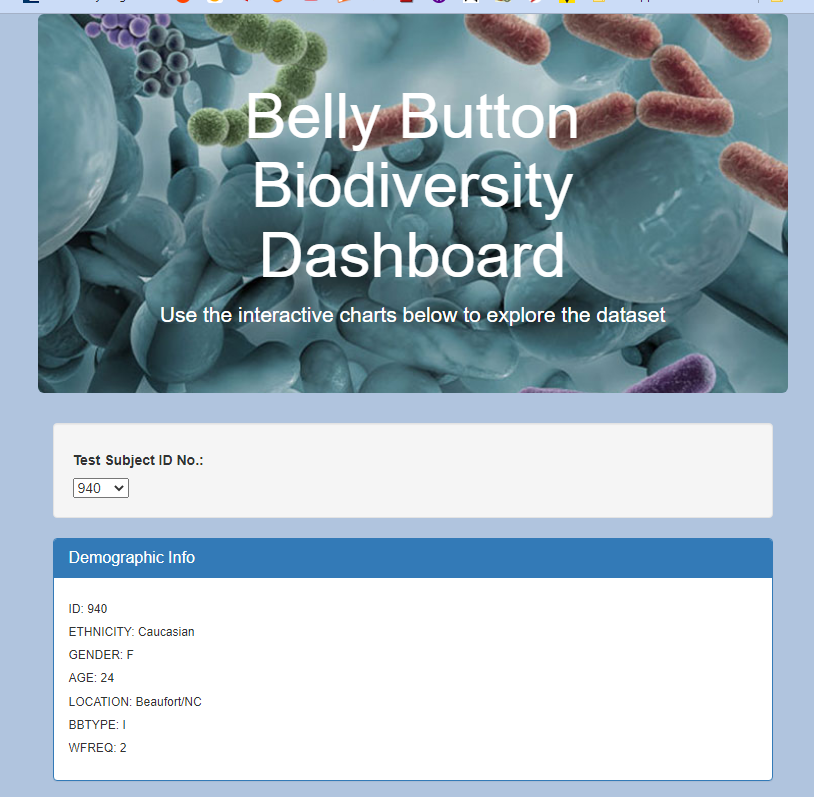 Belly Button
Biodiversity
Dashboard
Use the interactive charts below to explore the dataset
Test Subject ID No.:
940
Demographic Info
ID: 940
ETHNICITY: Caucasian
GENDER: F
AGE: 24
LOCATION: Beaufort/NC
BBTYPE: I
WFREQ: 2